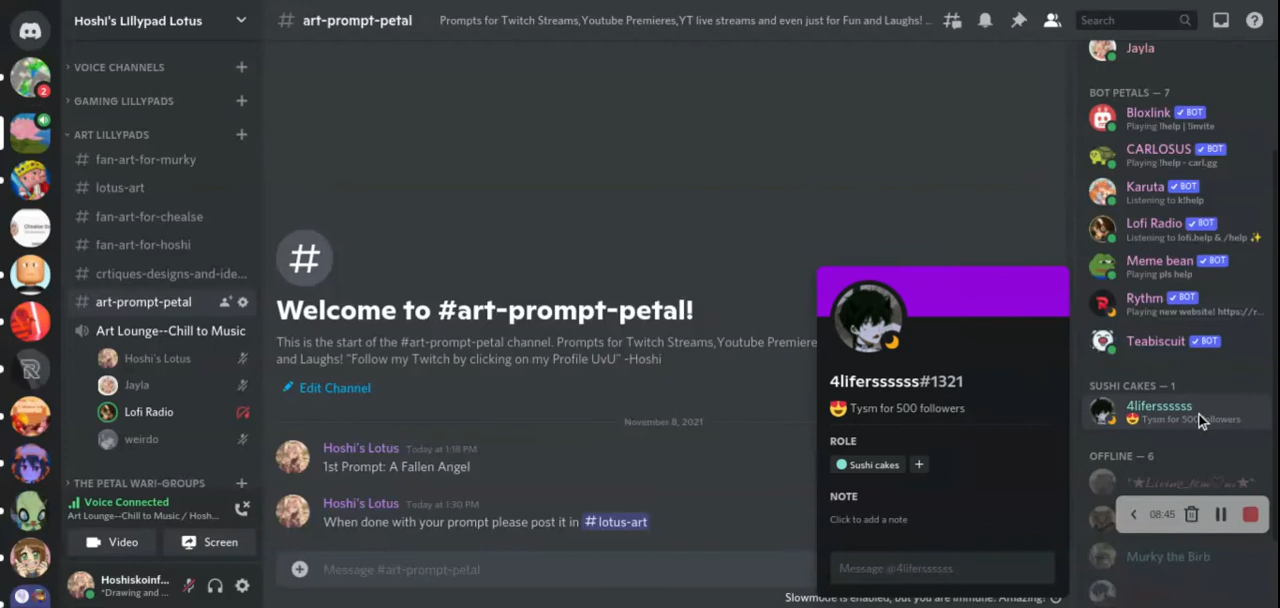 Hoshi's Lillypad Lotus
2
VOICE CHANNELS
GAMING LILLYPADS
ART LILLYPADS
# fan-art-for-murky
# lotus-art
# fan-art-for-chealse
# fan-art-for-hoshi
# crtiques-designs-and-ide...
# art-prompt-petal
Art Lounge--Chill to Music
Hoshi's Lotus
Jayla
Lofi Radio
weirdo
THE PETAL WARI-GROUPS
Voice Connected
Art Lounge--Chill to Music / Hosh...
Video
Screen
Hoshiskoinf...
*Drawing and ...
# art-prompt-petal
Prompts for Twitch Streams,Youtube Premieres,YT live streams and even just for Fun and Laughs! ...
Search
#
Welcome to #art-prompt-petal!
This is the start of the #art-prompt-petal channel. Prompts for Twitch Streams,Youtube Premiere
and Laughs! "Follow my Twitch by clicking on my Profile UvU" -Hoshi
Edit Channel
November 8, 2021
Hoshi's Lotus Today at 1:18 PM
1st Prompt: A Fallen Angel
Hoshi's Lotus Today at 1:30 PM
When done with your prompt please post it in #lotus-art
Message #art-prompt-petal
Slowmode is enabled, but you are immune. Amazing!
4liferssssss#1321
😍 Tysm for 500 followers
ROLE
Sushi cakes +
NOTE
Click to add a note
Message @4liferssssss
Jayla
BOT PETALS — 7
Bloxlink ✓ BOT
Playing !help | !invite
CARLOSUS ✓ BOT
Playing !help - carl.gg
Karuta ✓ BOT
Listening to k!help
Lofi Radio ✓ BOT
Listening to lofi.help & /help ✨
Meme bean ✓ BOT
Playing pls help
Rythm ✓ BOT
Playing new website! https://r...
Teabiscuit ✓ BOT
SUSHI CAKES — 1
4liferssssss
😍 Tysm for 500 followers
OFFLINE — 6
08:45
Murky the Birb